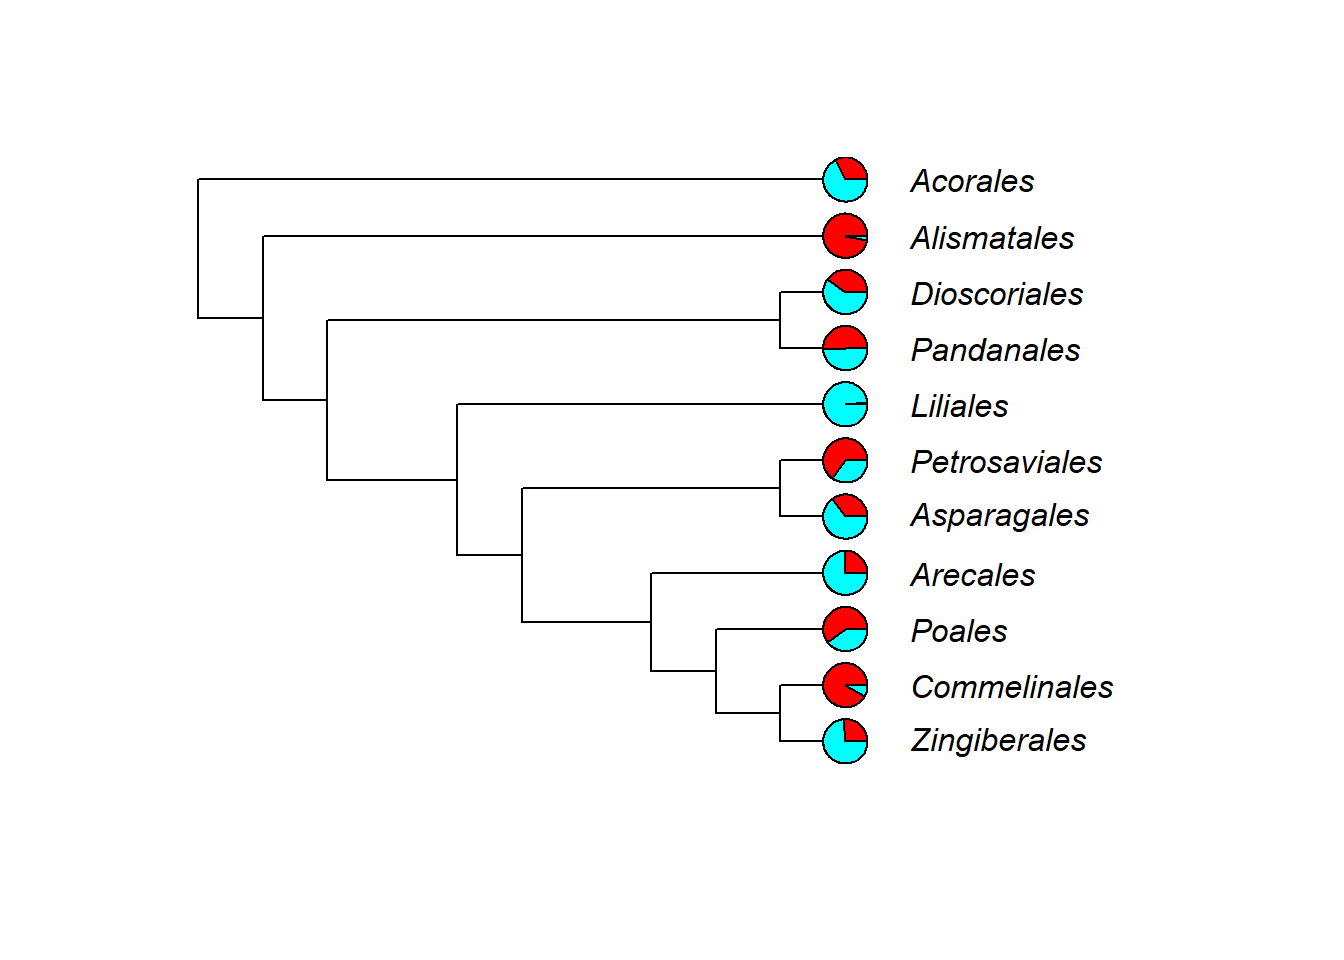 Acorales
Alismatales
Dioscoriales
Pandanales
Liliales
Petrosaviales
Asparagales
Arecales
Poales
Commelinales
Zingiberales